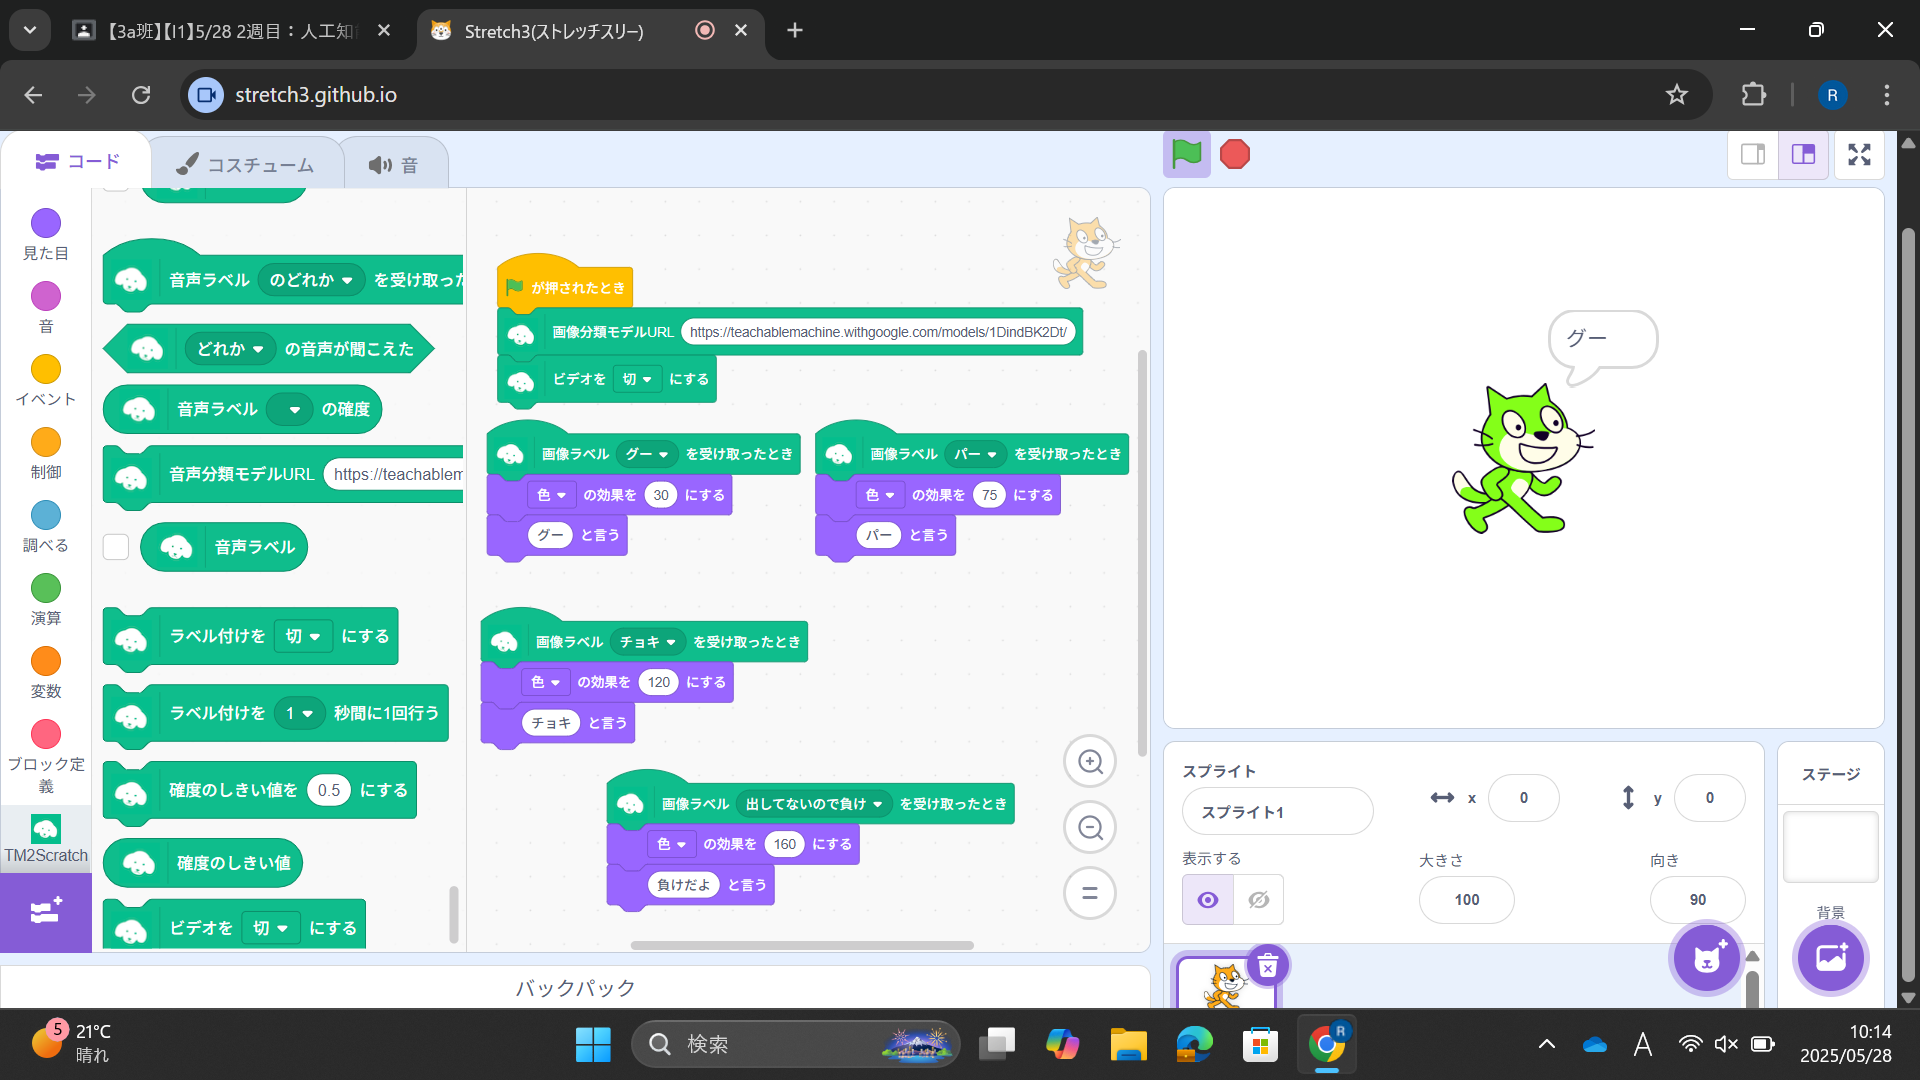 【3a班】【I1】5/28 2週目：人工知
Stretch3(ストレッチスリー)
stretch3.github.io
R
コード
コスチューム
音
見た目
音
イベント
制御
調べる
演算
変数
ブロック定
義
TM2Scratch
音声ラベル のどれか を受け取った
どれか の音声が聞こえた
音声ラベル の確度
音声分類モデルURL https://teachablem
音声ラベル
ラベル付けを 切 にする
ラベル付けを 1 秒間に1回行う
確度のしきい値を 0.5 にする
確度のしきい値
ビデオを 切 にする
が押されたとき
画像分類モデルURL https://teachablemachine.withgoogle.com/models/1DindBK2Dt/
ビデオを 切 にする
画像ラベル グー を受け取ったとき
色 の効果を 30 にする
グー と言う
画像ラベル パー を受け取ったとき
色 の効果を 75 にする
パー と言う
画像ラベル チョキ を受け取ったとき
色 の効果を 120 にする
チョキ と言う
画像ラベル 出してないので負け を受け取ったとき
色 の効果を 160 にする
負けだよ と言う
バックパック
グー
スプライト
スプライト1
x 0
y 0
表示する
大きさ
100
向き
90
ステージ
背景
5
21°C
晴れ
検索
R
A
10:14
2025/05/28